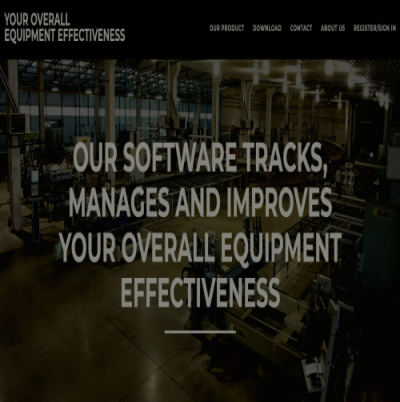 YOUR OVERALL
EQUIPMENT EFFECTIVENESS
OUR PRODUCT DOWNLOAD CONTACT ABOUT US REGISTER/SIGN IN
OUR SOFTWARE TRACKS,
MANAGES AND IMPROVES
YOUR OVERALL EQUIPMENT
EFFECTIVENESS